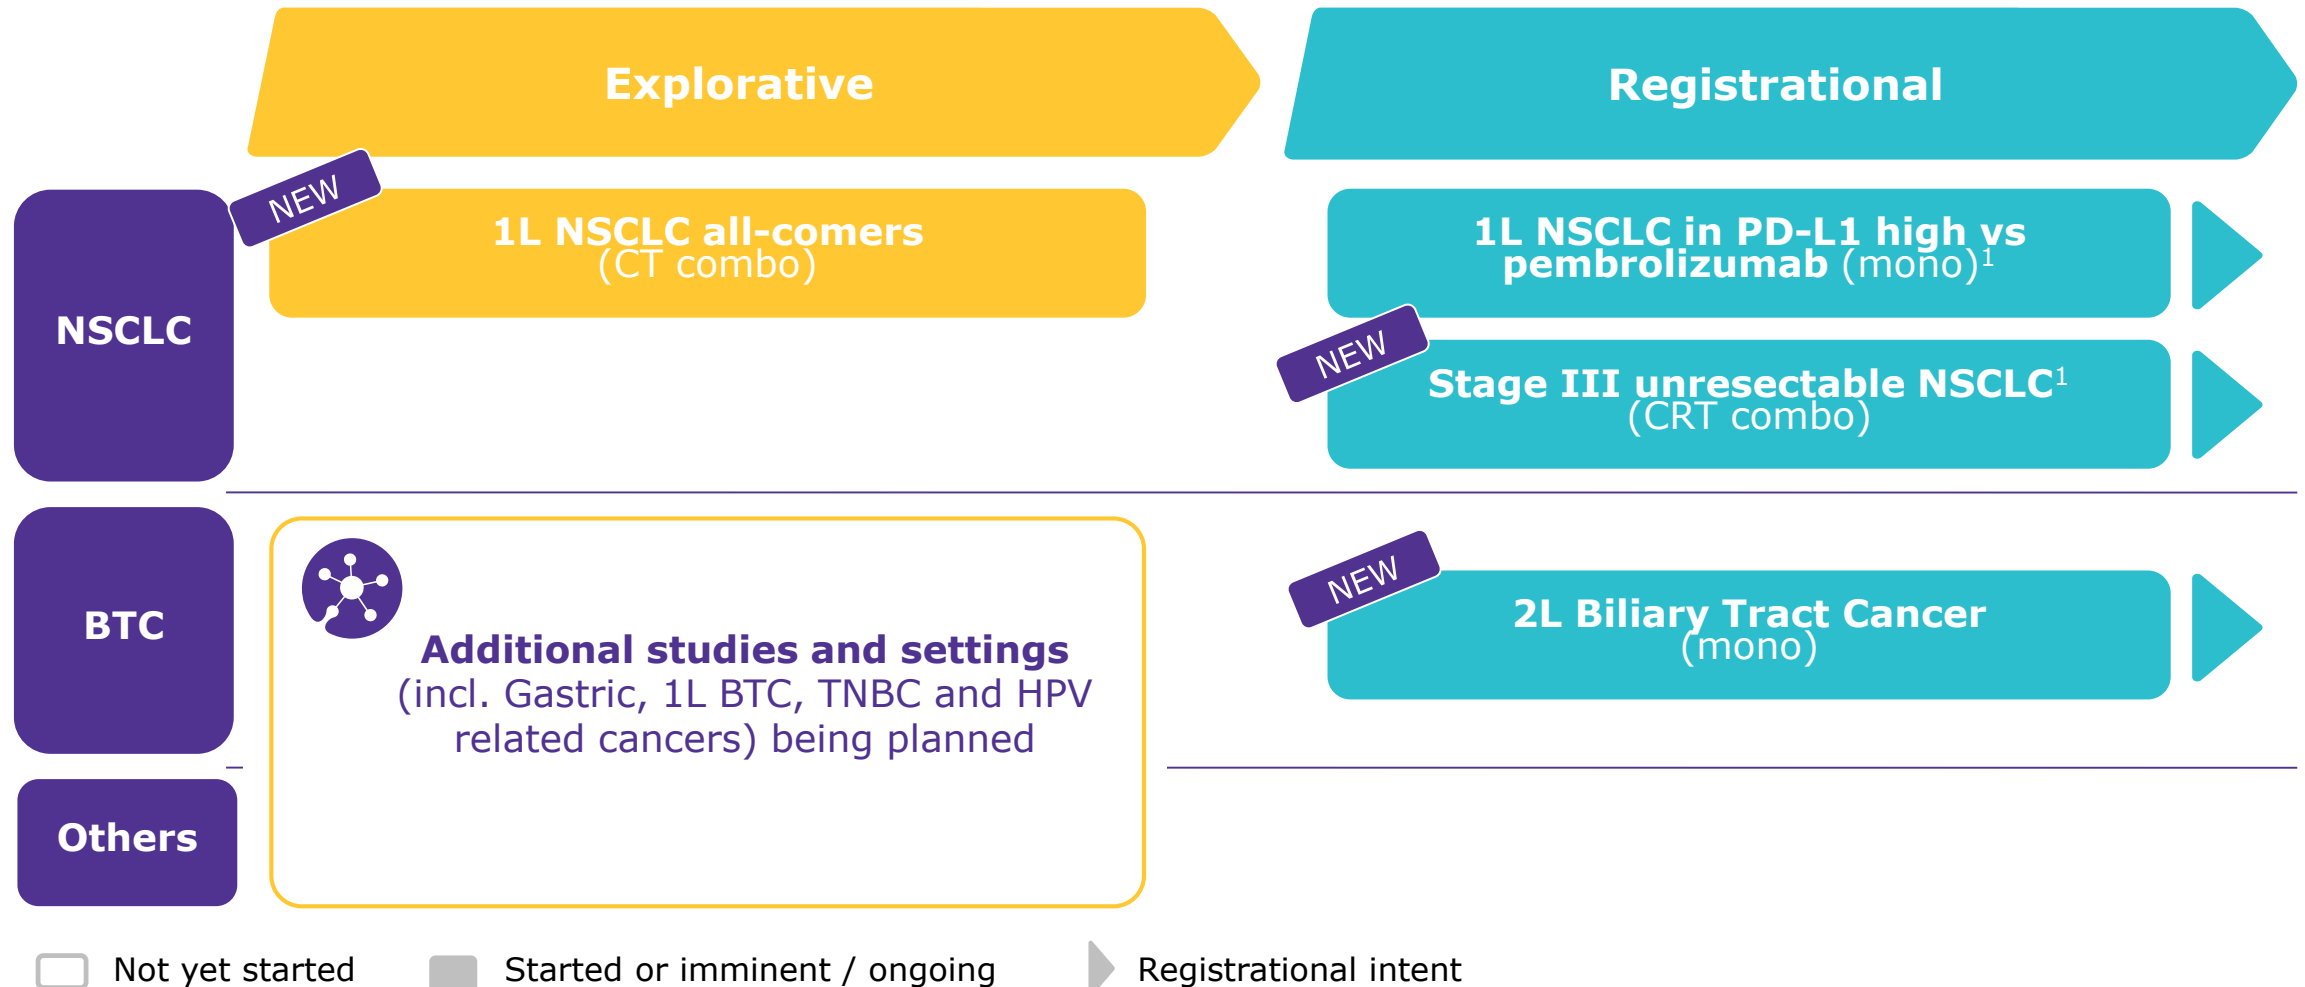 Explorative
Registrational
NSCLC
NEW
1L NSCLC all-comers
(CT combo)
1L NSCLC in PD-L1 high vs
pembrolizumab (mono)¹
NEW
Stage III unresectable NSCLC¹
(CRT combo)
BTC
Additional studies and settings
(incl. Gastric, 1L BTC, TNBC and HPV
related cancers) being planned
NEW
2L Biliary Tract Cancer
(mono)
Others
Not yet started
Started or imminent / ongoing
Registrational intent